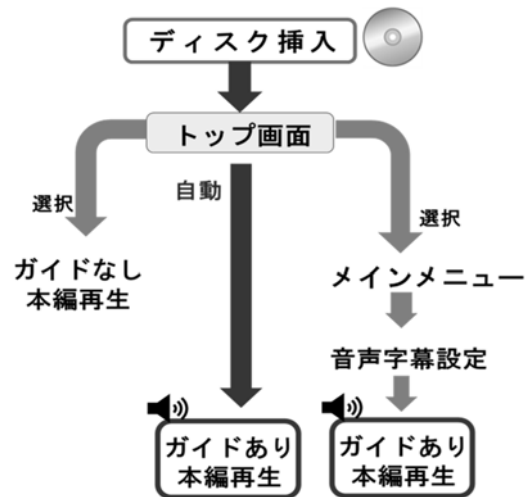 ディスク挿入
トップ画面
自動
選択
選択
ガイドなし
本編再生
メインメニュー
音声字幕設定
ガイドあり
本編再生
ガイドあり
本編再生